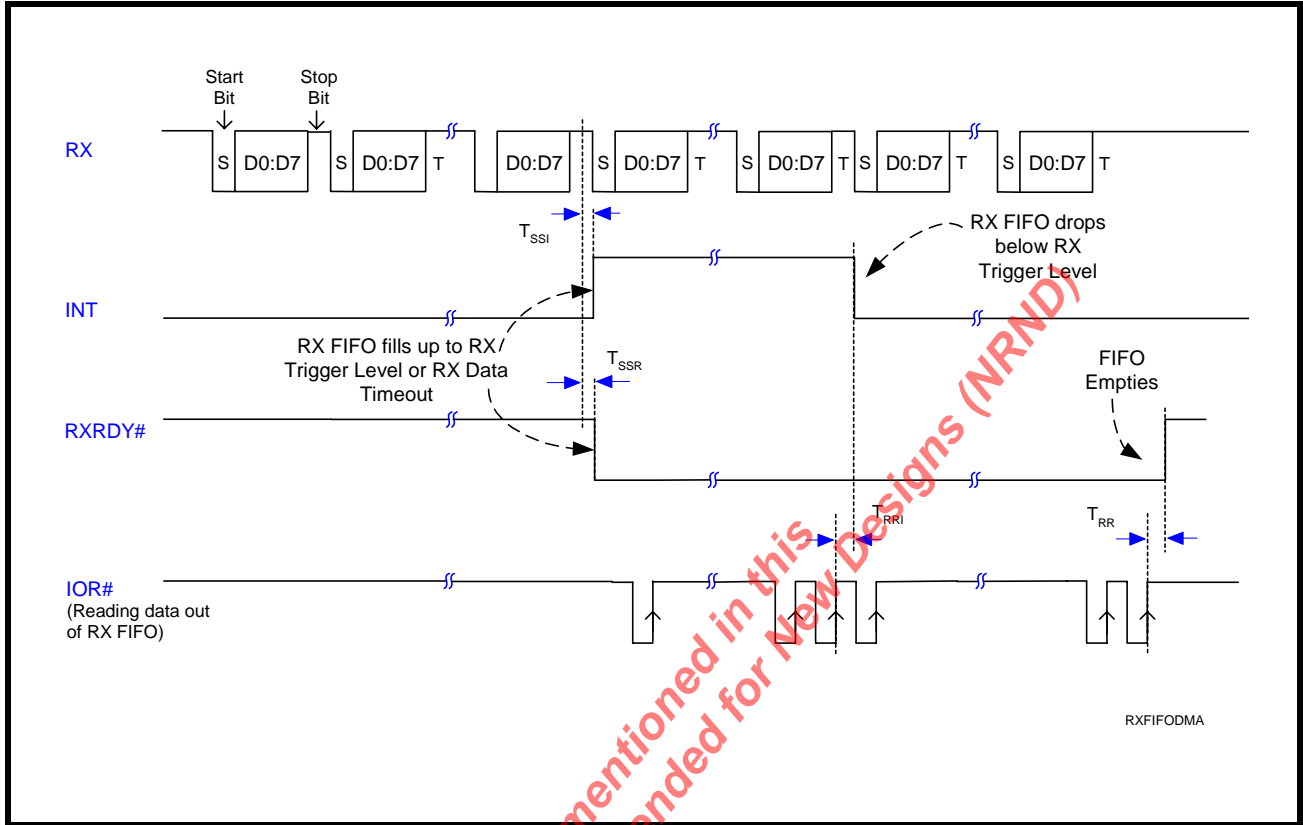 Start
Bit
Stop
Bit
RX
S D0:D7 S D0:D7 T D0:D7 S D0:D7 T S D0:D7 T S D0:D7 T S D0:D7 T
TSSI
RX FIFO drops
below RX
Trigger Level
INT
RX FIFO fills up to RX
Trigger Level or RX Data
Timeout
TSSR
FIFO
Empties
RXRDY#
TRRI
TRR
IOR#
(Reading data out
of RX FIFO)
RXFIFODMA
mentioned in this
ended for New Designs (NRND)